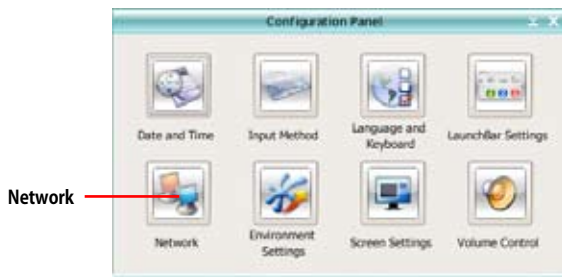 Configuration Panel
Date and Time
Input Method
Language and
Keyboard
LaunchBar Settings
Network
Network
Environment
Settings
Screen Settings
Volume Control